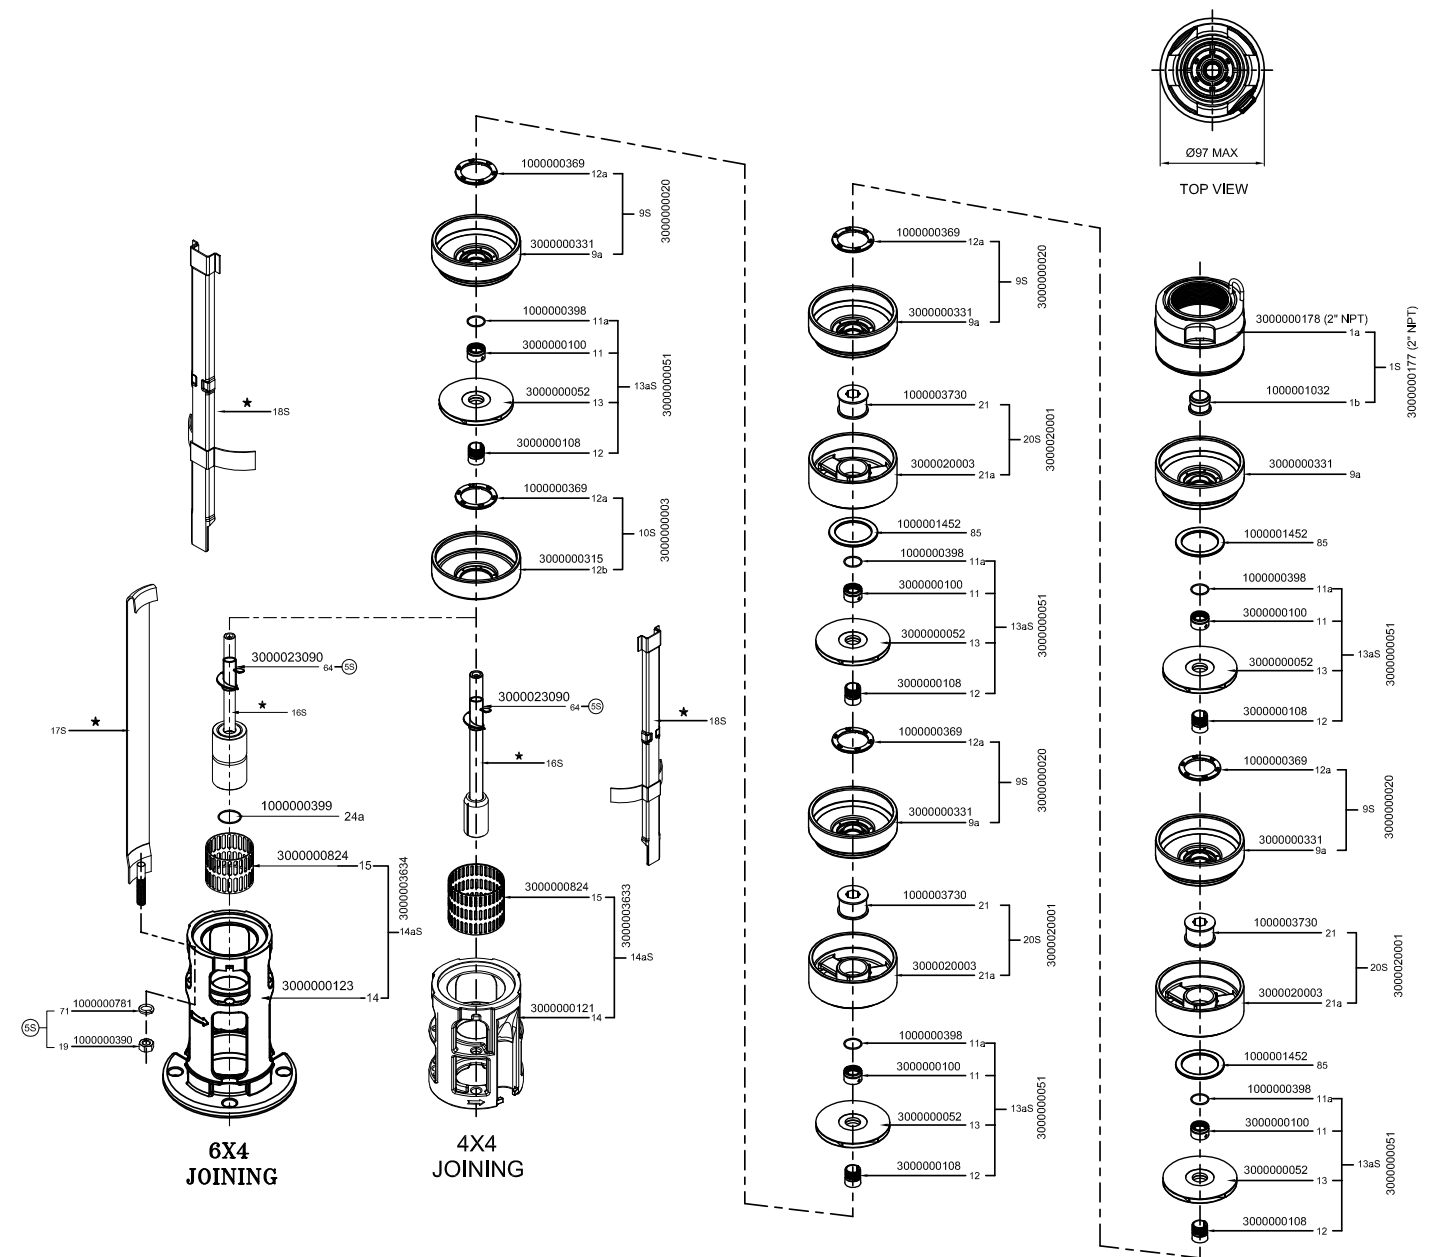 Ø97 MAX
TOP VIEW
★
18S
★
17S
3000023090
64
5S
★
16S
1000000399
24a
3000000824
15
3000003634
14aS
3000000123
14
1000000781
71
5S
19
1000000390
6X4
JOINING
1000000369
12a
9S
3000000020
3000000331
9a
1000000398
11a
3000000100
11
3000000052
13
13aS
3000000051
3000000108
12
1000000369
12a
10S
3000000003
3000000315
12b
3000023090
64
5S
★
18S
★
16S
3000000824
15
3000003633
14aS
3000000121
14
4X4
JOINING
1000000369
12a
9S
3000000020
3000000331
9a
1000003730
21
20S
3000020001
3000020003
21a
1000001452
85
1000000398
11a
3000000100
11
3000000052
13
13aS
3000000051
3000000108
12
1000000369
12a
9S
3000000020
3000000331
9a
1000003730
21
20S
3000020001
3000020003
21a
1000000398
11a
3000000100
11
3000000052
13
13aS
3000000051
3000000108
12
3000000178 (2" NPT)
1a
1S
3000000177 (2" NPT)
1000001032
1b
3000000331
9a
1000001452
85
1000000398
11a
3000000100
11
3000000052
13
13aS
3000000051
3000000108
12
1000000369
12a
9S
3000000020
3000000331
9a
1000003730
21
20S
3000020001
3000020003
21a
1000001452
85
1000000398
11a
3000000100
11
3000000052
13
13aS
3000000051
3000000108
12